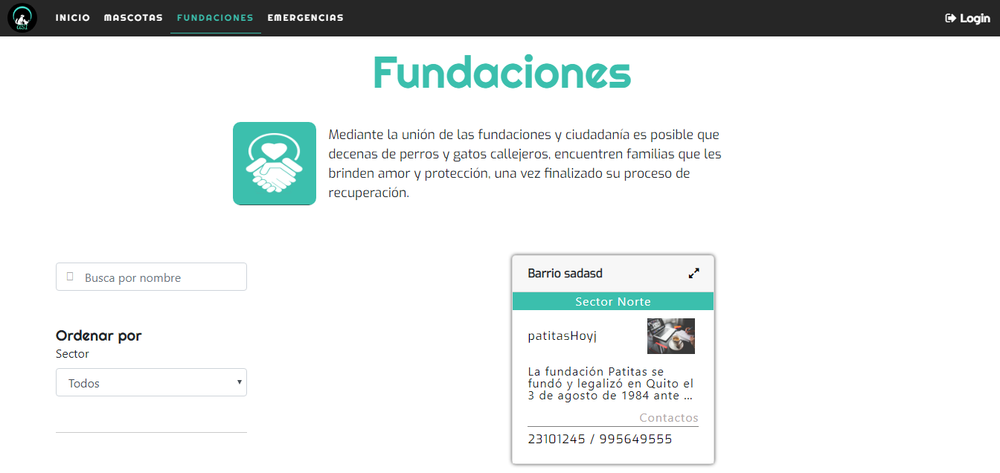 asi
INICIO MASCOTAS FUNDACIONES EMERGENCIAS Login
Fundaciones
Mediante la unión de las fundaciones y ciudadanía es posible que
decenas de perros y gatos callejeros, encuentren familias que les
brinden amor y protección, una vez finalizado su proceso de
recuperación.
Busca por nombre
Ordenar por
Sector
Todos
Barrio sadasd
Sector Norte
patitasHoyj
La fundación Patitas se
fundó y legalizó en Quito el
3 de agosto de 1984 ante ...
Contactos
23101245 / 995649555